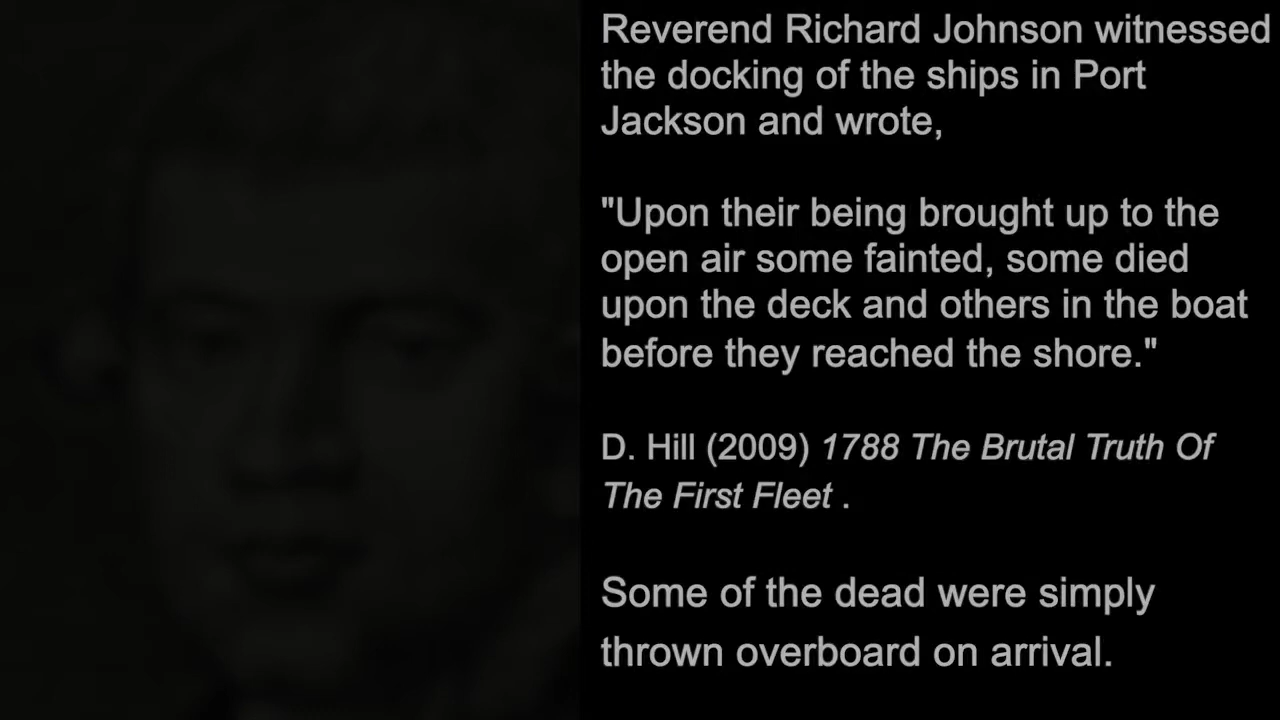 Reverend Richard Johnson witnessed
the docking of the ships in Port
Jackson and wrote,
"Upon their being brought up to the
open air some fainted, some died
upon the deck and others in the boat
before they reached the shore."
D. Hill (2009) 1788 The Brutal Truth Of
The First Fleet .
Some of the dead were simply
thrown overboard on arrival.